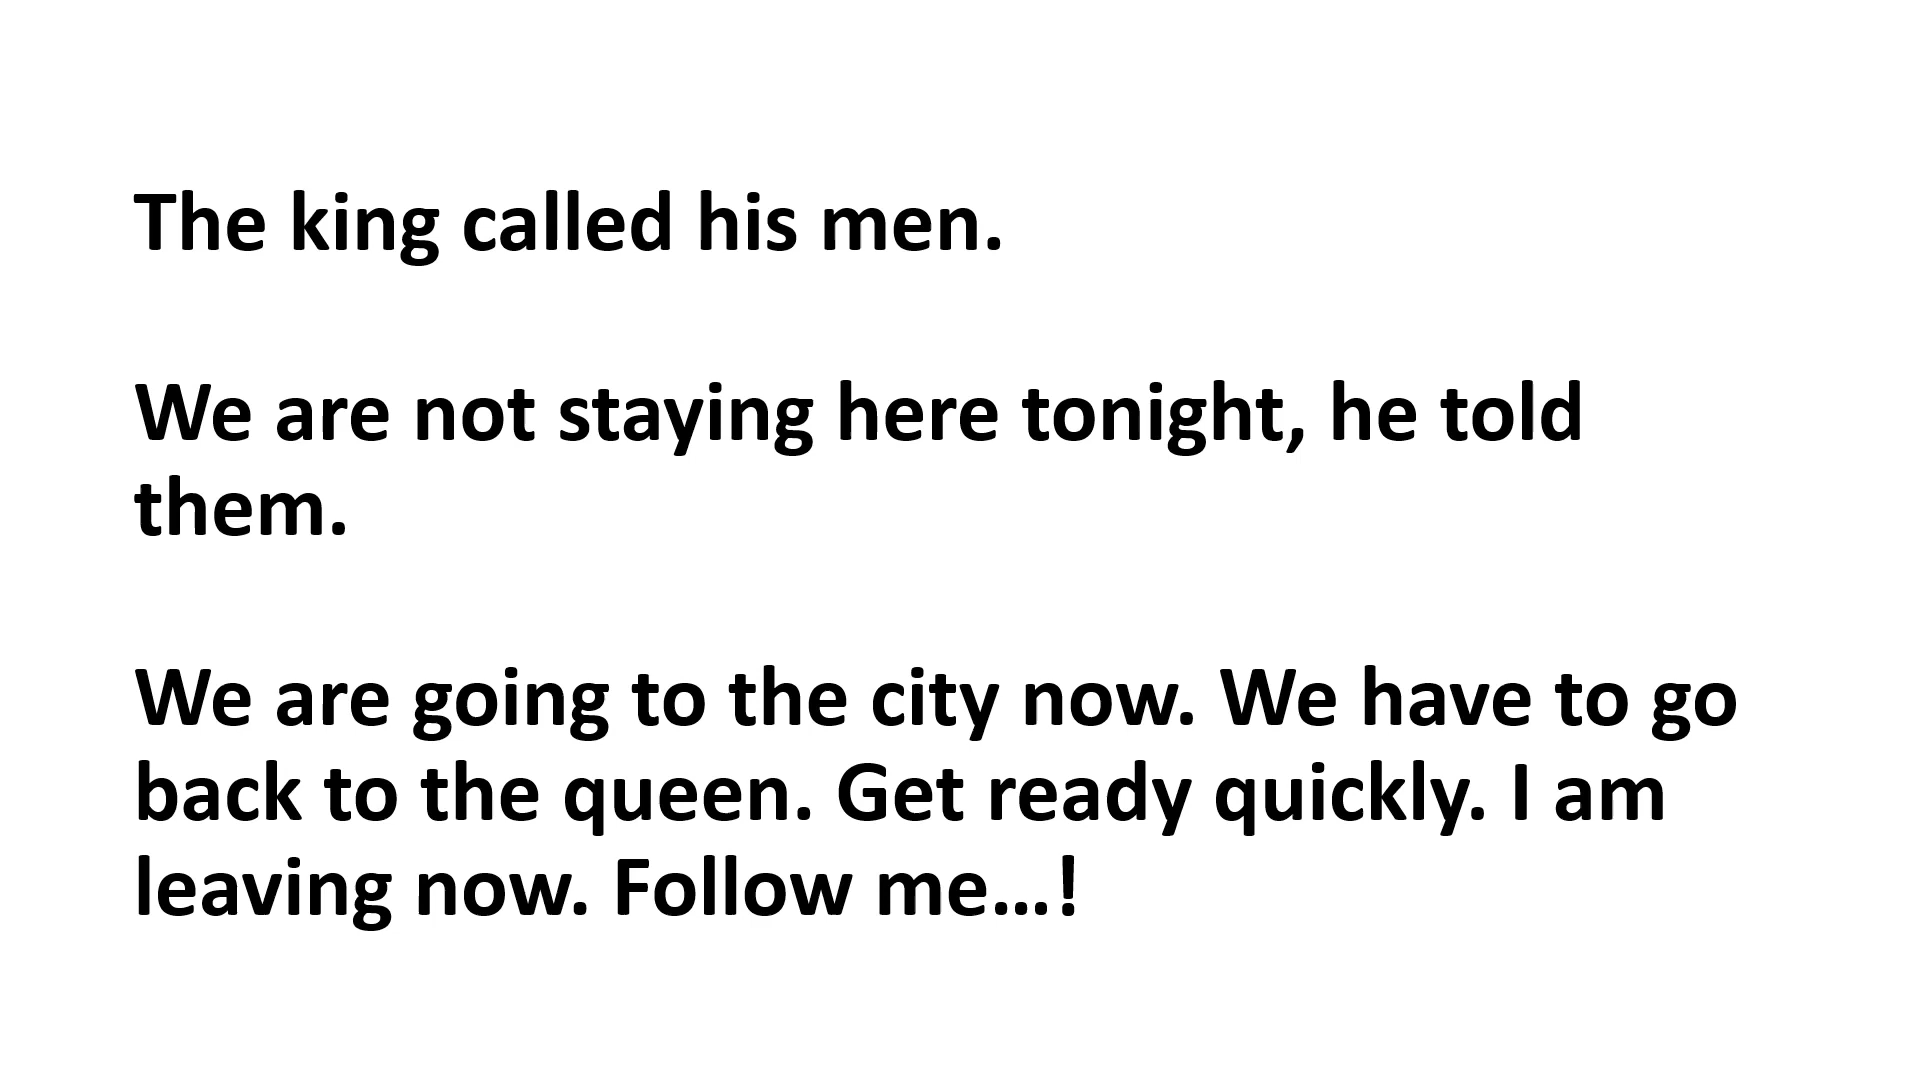 The king called his men.
We are not staying here tonight, he told
them.
We are going to the city now. We have to go
back to the queen. Get ready quickly. I am
leaving now. Follow me...!